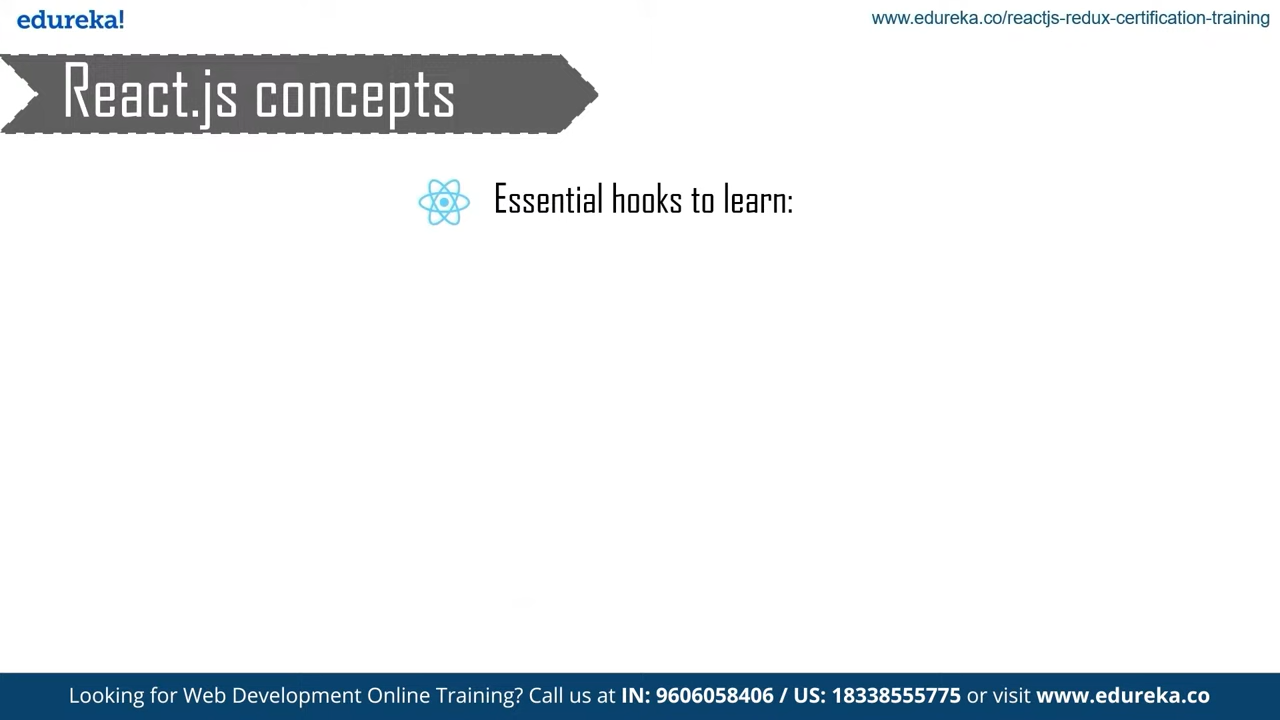 edureka!
www.edureka.co/reactjs-redux-certification-training
React.js concepts
Essential hooks to learn:
Looking for Web Development Online Training? Call us at IN: 9606058406 / US: 18338555775 or visit www.edureka.co